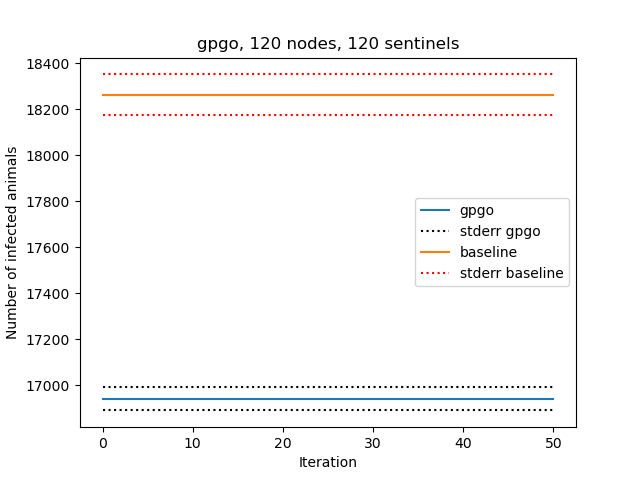 gpgo, 120 nodes, 120 sentinels
18400
18200
18000
17800
17600
17400
17200
17000
Number of infected animals
gpgo
stderr gpgo
baseline
stderr baseline
0 10 20 30 40 50
Iteration